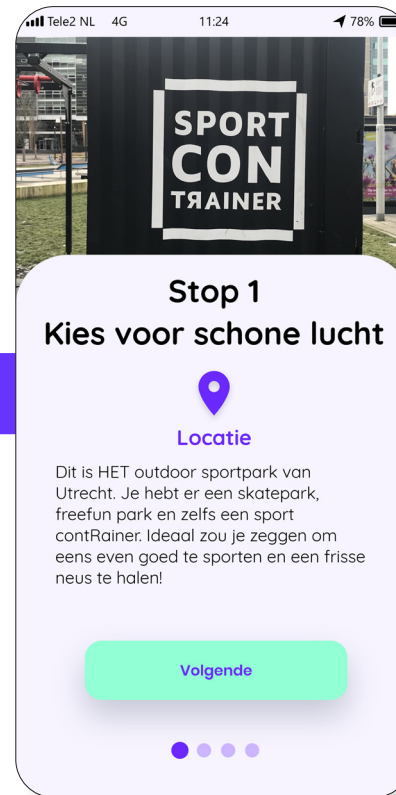 Tele2 NL 4G 11:24 78%
SPORT
CON
TЯAINER
Stop 1
Kies voor schone lucht
Locatie
Dit is HET outdoor sportpark van
Utrecht. Je hebt er een skatepark,
freefun park en zelfs een sport
contRainer. Ideaal zou je zeggen om
eens even goed te sporten en een frisse
neus te halen!
Volgende